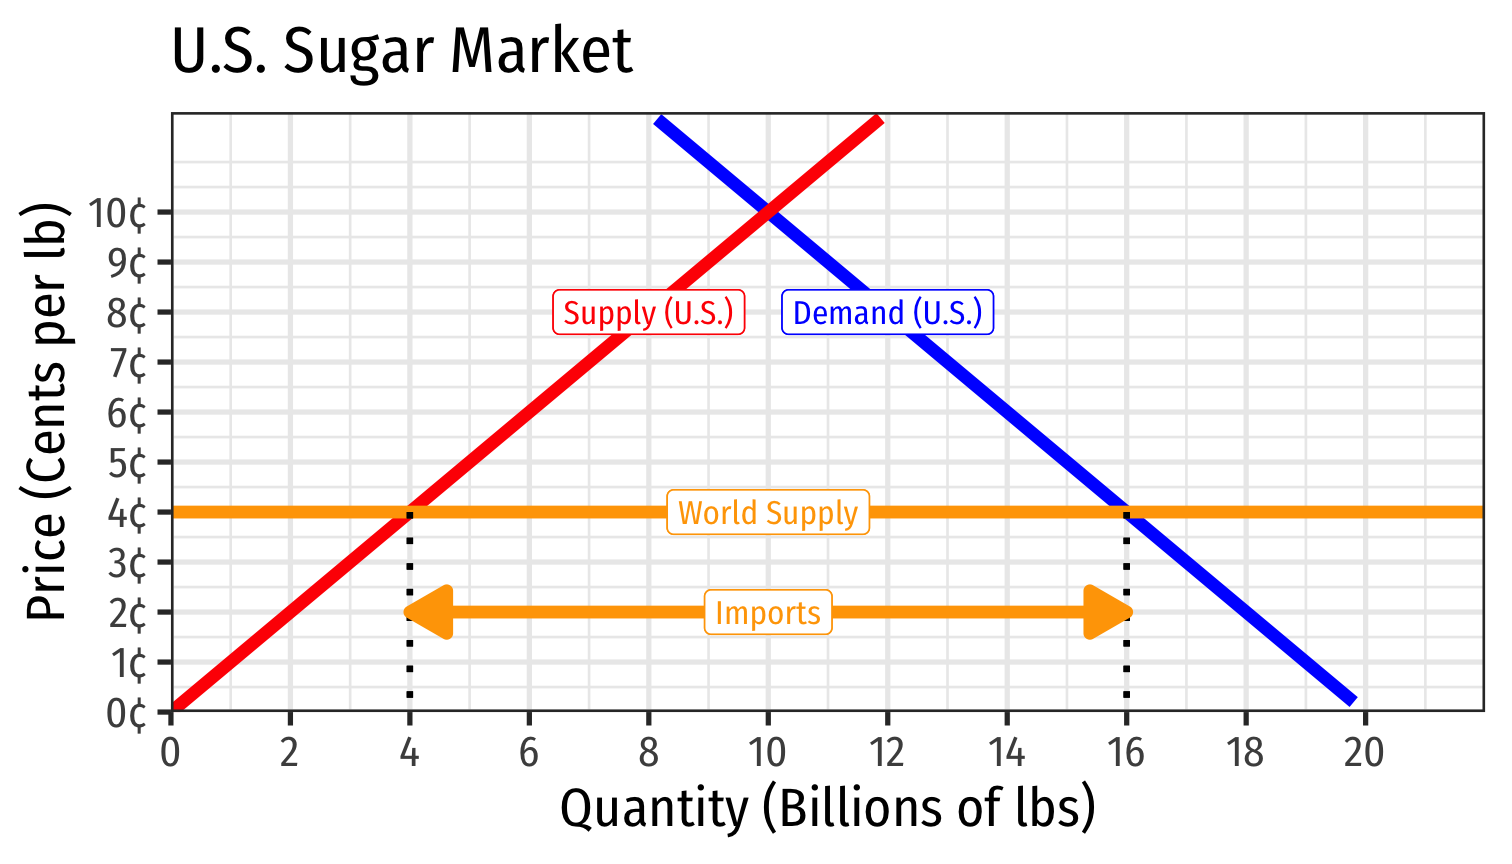 U.S. Sugar Market
Price (Cents per lb)
10¢
9¢
8¢
7¢
6¢
5¢
4¢
3¢
2¢
1¢
0¢
Supply (U.S.)
Demand (U.S.)
World Supply
Imports
0 2 4 6 8 10 12 14 16 18 20
Quantity (Billions of lbs)